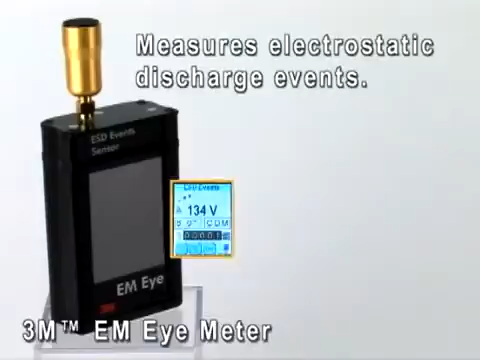 Measures electrostatic
discharge events.
ESD Events
Sensor
ESD Events
134 V
CDM
EM Eye
3M™ EM Eye Meter